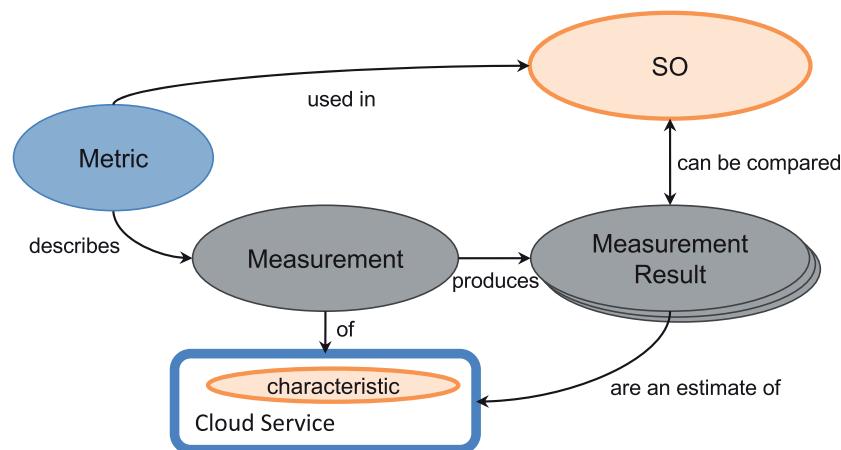 SO
used in
Metric
can be compared
describes
Measurement
produces
Measurement
Result
of
characteristic
Cloud Service
are an estimate of